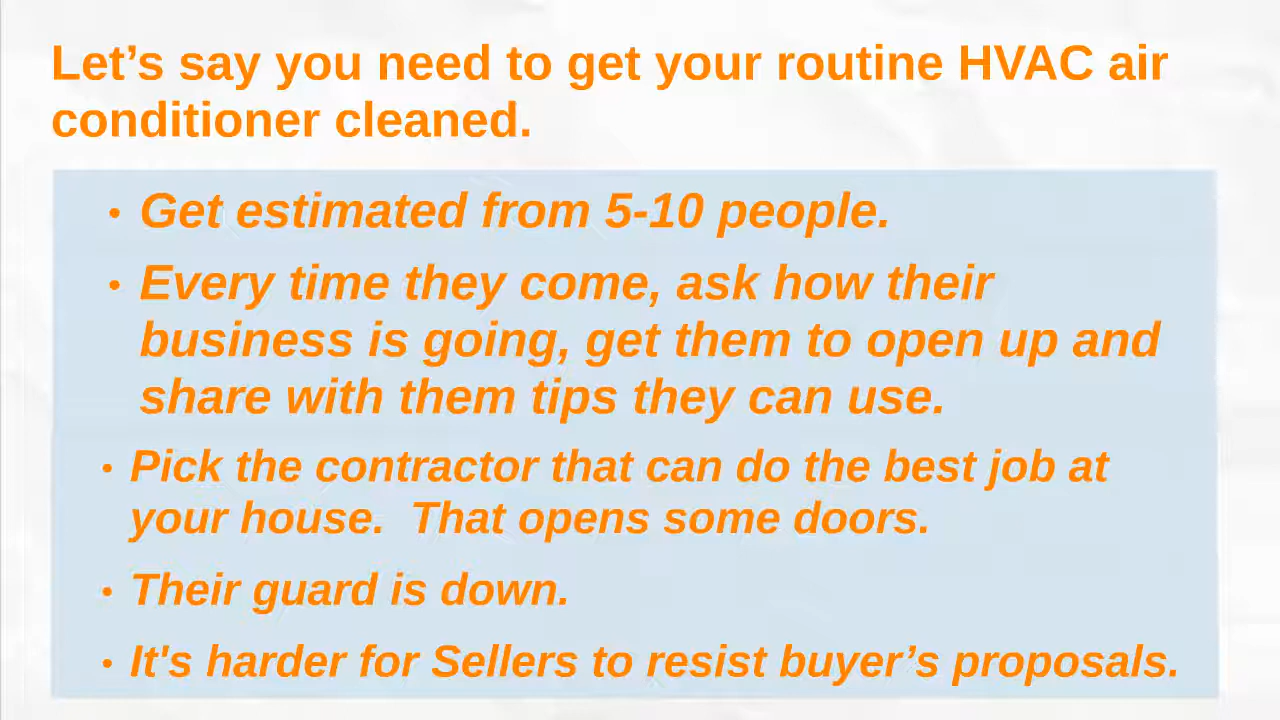 Let’s say you need to get your routine HVAC air
conditioner cleaned.
• Get estimated from 5-10 people.
• Every time they come, ask how their
business is going, get them to open up and
share with them tips they can use.
• Pick the contractor that can do the best job at
your house.  That opens some doors.
• Their guard is down.
• It's harder for Sellers to resist buyer’s proposals.